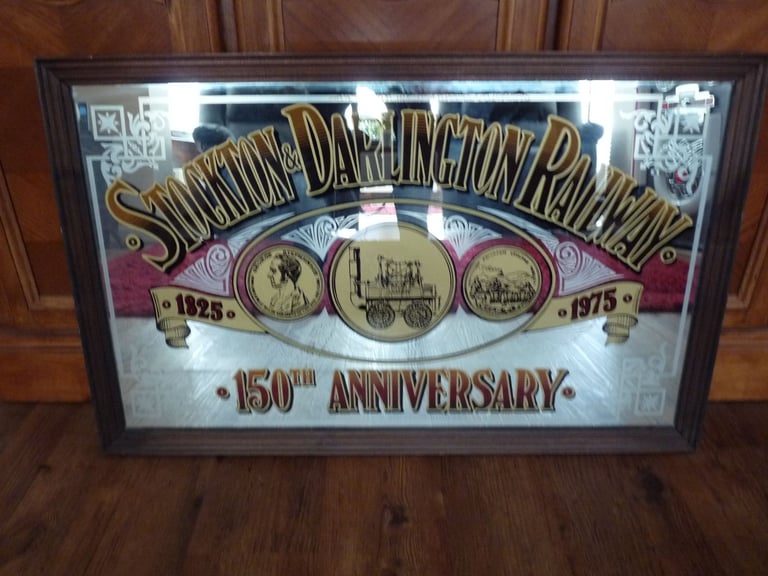 STOCKTON & DARLINGTON RAILWAY
1825 1975
150TH ANNIVERSARY